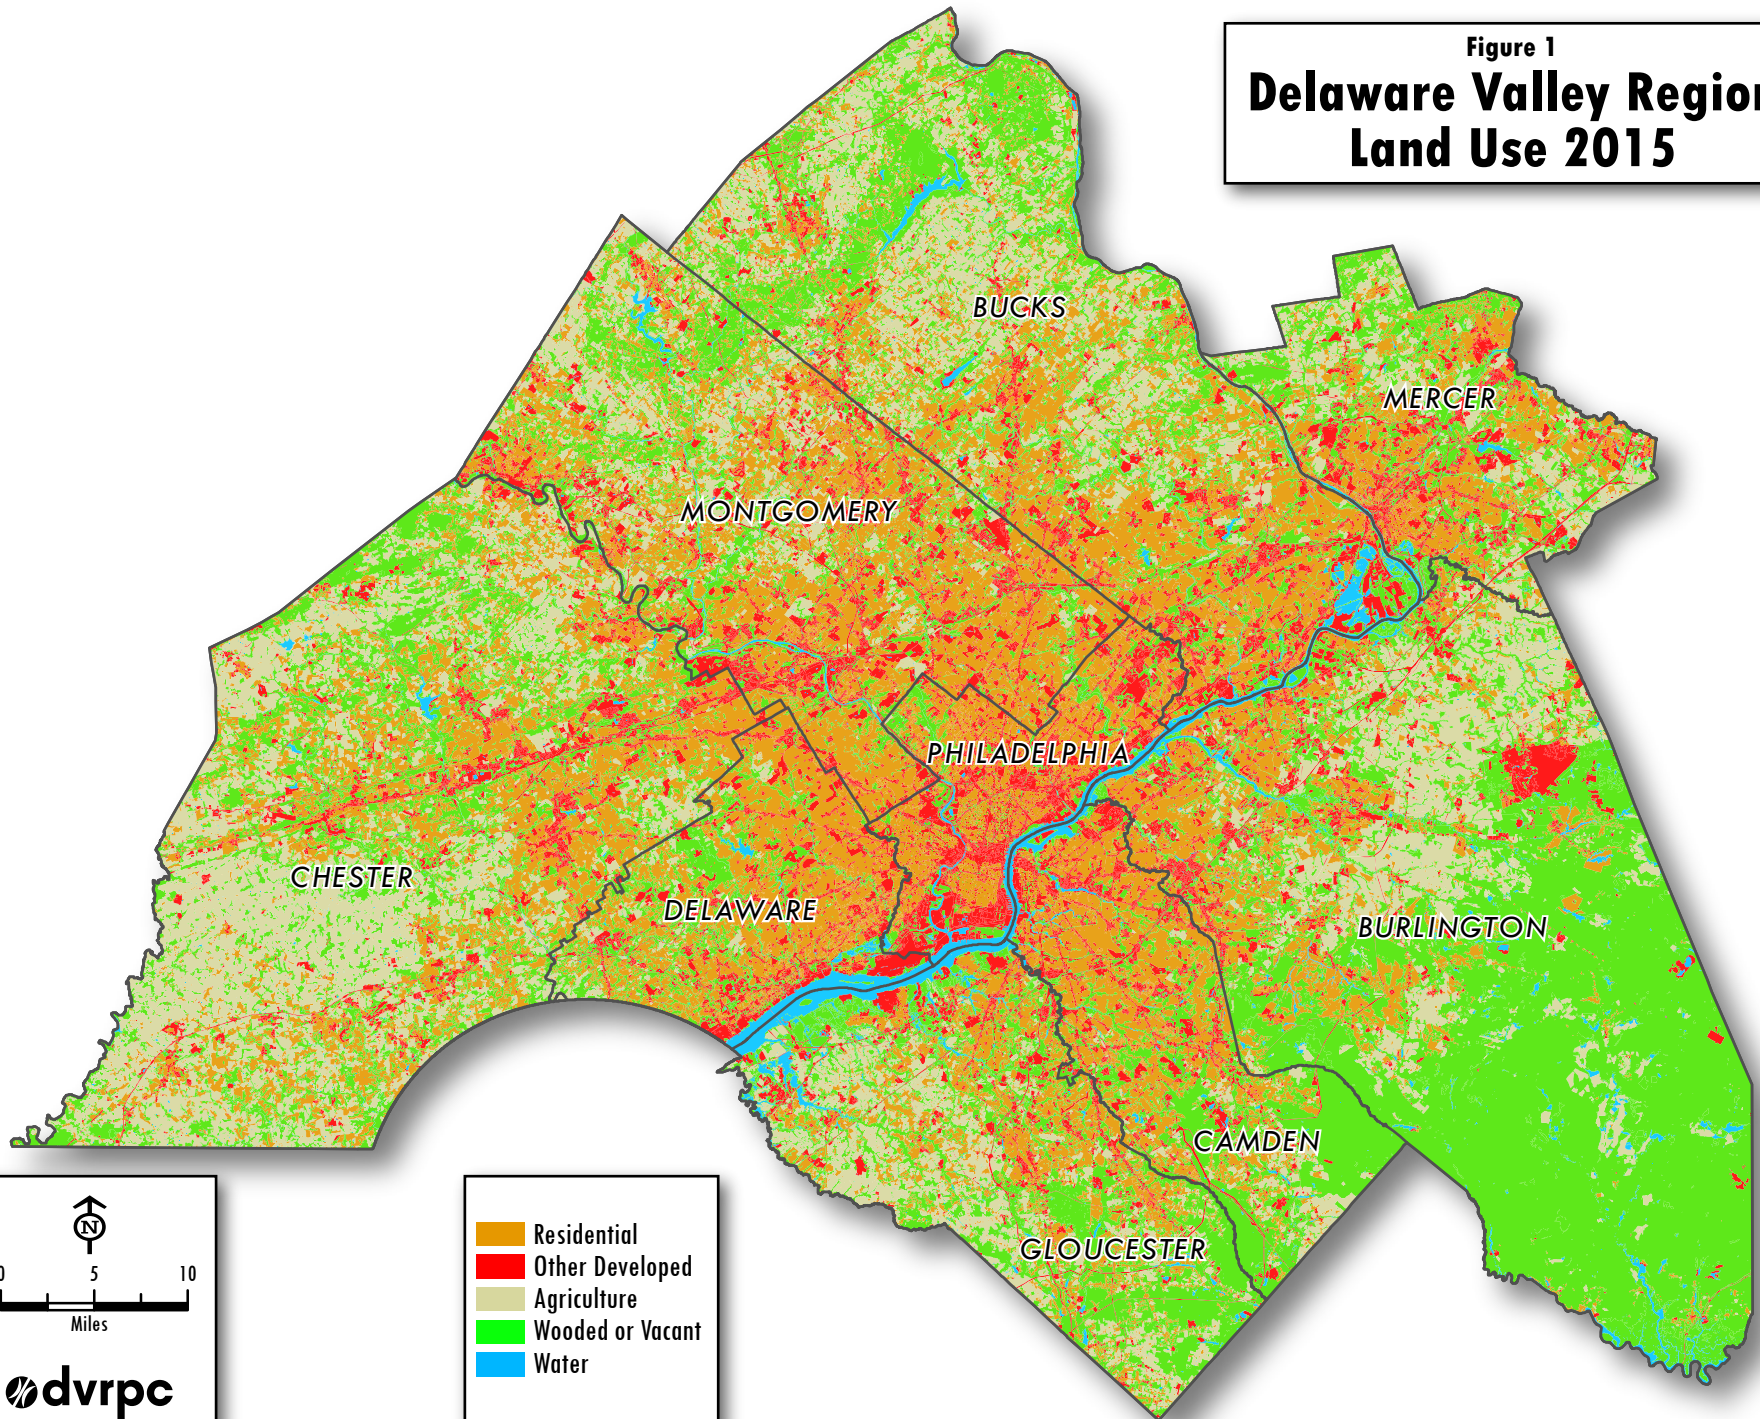 Figure 1
Delaware Valley Region
Land Use 2015
BUCKS
MERCER
MONTGOMERY
PHILADELPHIA
CHESTER
DELAWARE
BURLINGTON
CAMDEN
GLOUCESTER
N
0 5 10
Miles
dvrpc
Residential
Other Developed
Agriculture
Wooded or Vacant
Water